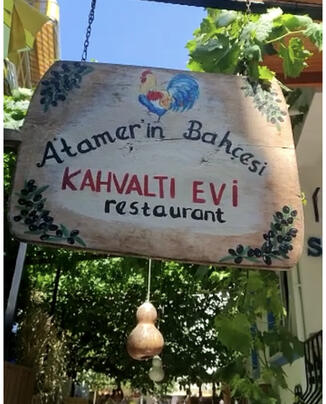 Atamer'in Bahçesi
KAHVALTI EVİ
restaurant